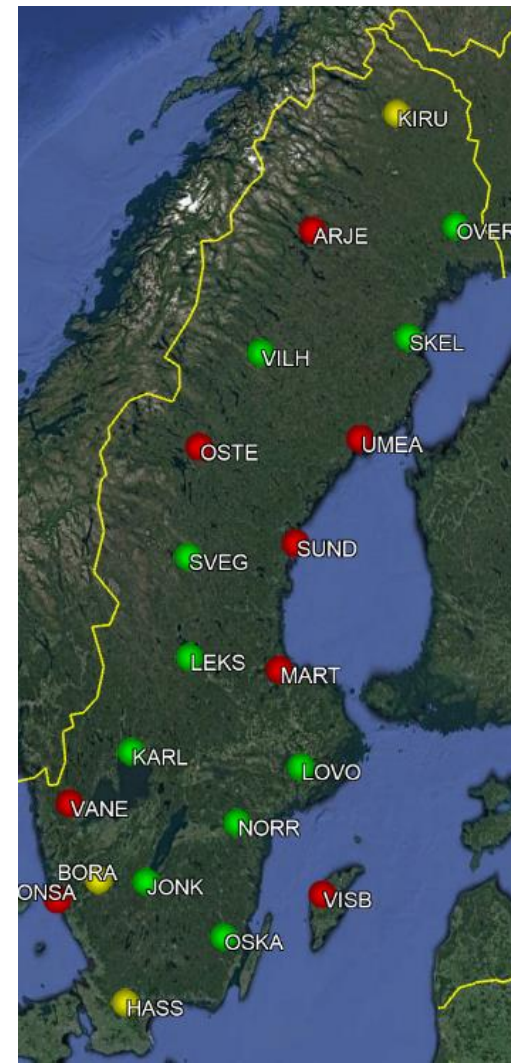 KIRU
ARJE
OVER
SKEL
VILH
UMEA
OSTE
SUND
SVEG
LEKS
MART
KARL
LOVO
VANE
NORR
BORA
JONK
ONSA
VISB
OSKA
HASS